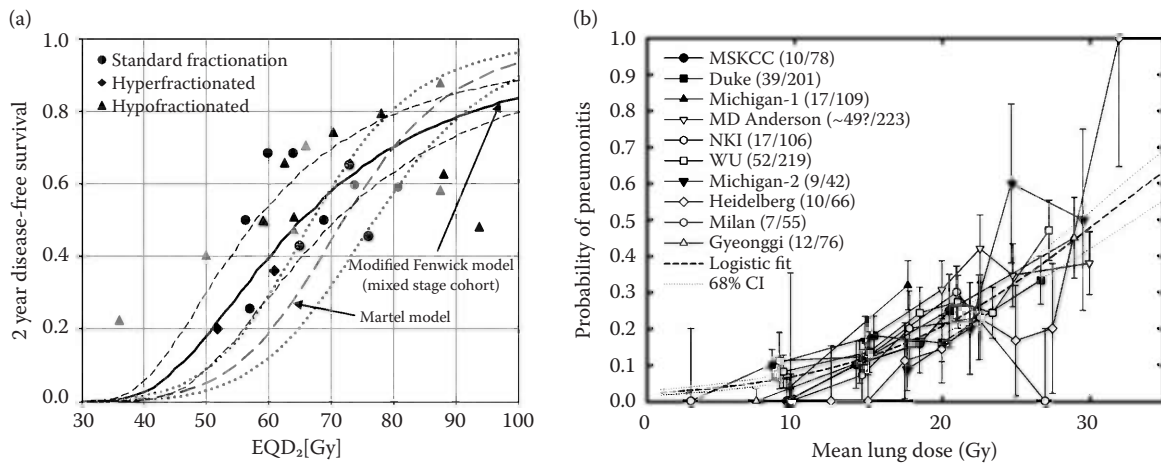 (a)
1.0
0.8
0.6
0.4
0.2
0.0
2 year disease-free survival
Standard fractionation
Hyperfractionated
Hypofractionated
Modified Fenwick model
(mixed stage cohort)
Martel model
30 40 50 60 70 80 90 100
EQD₂[Gy]
(b)
1.0
0.9
0.8
0.7
0.6
0.5
0.4
0.3
0.2
0.1
0.0
Probability of pneumonitis
MSKCC (10/78)
Duke (39/201)
Michigan-1 (17/109)
MD Anderson (~49?/223)
NKI (17/106)
WU (52/219)
Michigan-2 (9/42)
Heidelberg (10/66)
Milan (7/55)
Gyeonggi (12/76)
Logistic fit
68% CI
0 10 20 30
Mean lung dose (Gy)